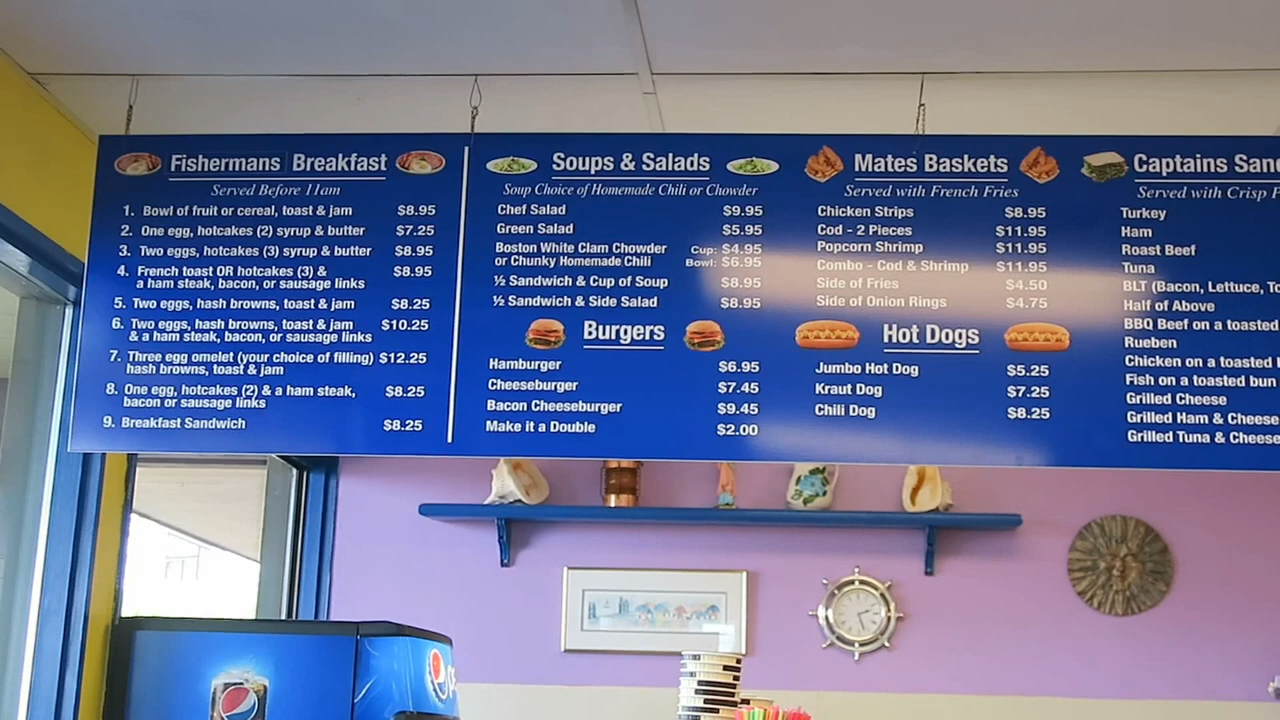 Fishermans Breakfast
Served Before 11am
1. Bowl of fruit or cereal, toast & jam $8.95
2. One egg, hotcakes (2) syrup & butter $7.25
3. Two eggs, hotcakes (3) syrup & butter $8.95
4. French toast OR hotcakes (3) & $8.95
a ham steak, bacon, or sausage links
5. Two eggs, hash browns, toast & jam $8.25
6. Two eggs, hash browns, toast & jam $10.25
& a ham steak, bacon, or sausage links
7. Three egg omelet (your choice of filling) $12.25
hash browns, toast & jam
8. One egg, hotcakes (2) & a ham steak, $8.25
bacon or sausage links
9. Breakfast Sandwich $8.25
Soups & Salads
Soup Choice of Homemade Chili or Chowder
Chef Salad $9.95
Green Salad $5.95
Boston White Clam Chowder Cup: $4.95
or Chunky Homemade Chili Bowl: $6.95
½ Sandwich & Cup of Soup $8.95
½ Sandwich & Side Salad $8.95
Burgers
Hamburger $6.95
Cheeseburger $7.45
Bacon Cheeseburger $9.45
Make it a Double $2.00
Mates Baskets
Served with French Fries
Chicken Strips $8.95
Cod - 2 Pieces $11.95
Popcorn Shrimp $11.95
Combo - Cod & Shrimp $11.95
Side of Fries $4.50
Side of Onion Rings $4.75
Hot Dogs
Jumbo Hot Dog $5.25
Kraut Dog $7.25
Chili Dog $8.25
Captains San
Served with Crisp
Turkey
Ham
Roast Beef
Tuna
BLT (Bacon, Lettuce, To
Half of Above
BBQ Beef on a toasted
Rueben
Chicken on a toasted
Fish on a toasted bun
Grilled Cheese
Grilled Ham & Cheese
Grilled Tuna & Cheese